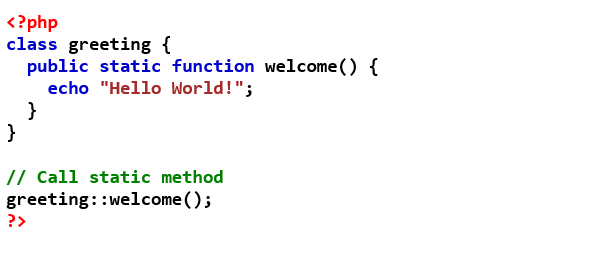 <?php
class greeting {
  public static function welcome() {
    echo "Hello World!";
  }
}

// Call static method
greeting::welcome();
?>